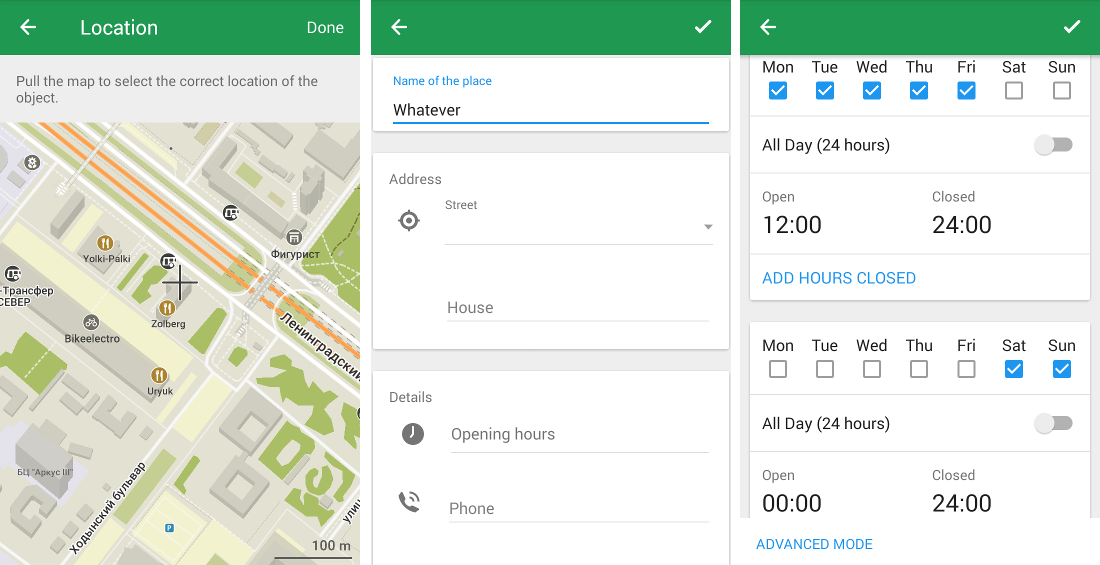 Location
Done
Pull the map to select the correct location of the
object.
Фигурист
Yolki-Palki
-Трансфер
СЕВЕР
Zolberg
Bikeelectro
Ленинградский
Uryuk
БЦ "Аркус III"
Ходынский бульвар
улиц
P
100 m
Name of the place
Whatever
Address
Street
House
Details
Opening hours
Phone
Mon Tue Wed Thu Fri Sat Sun
All Day (24 hours)
Open Closed
12:00 24:00
ADD HOURS CLOSED
Mon Tue Wed Thu Fri Sat Sun
All Day (24 hours)
Open Closed
00:00 24:00
ADVANCED MODE